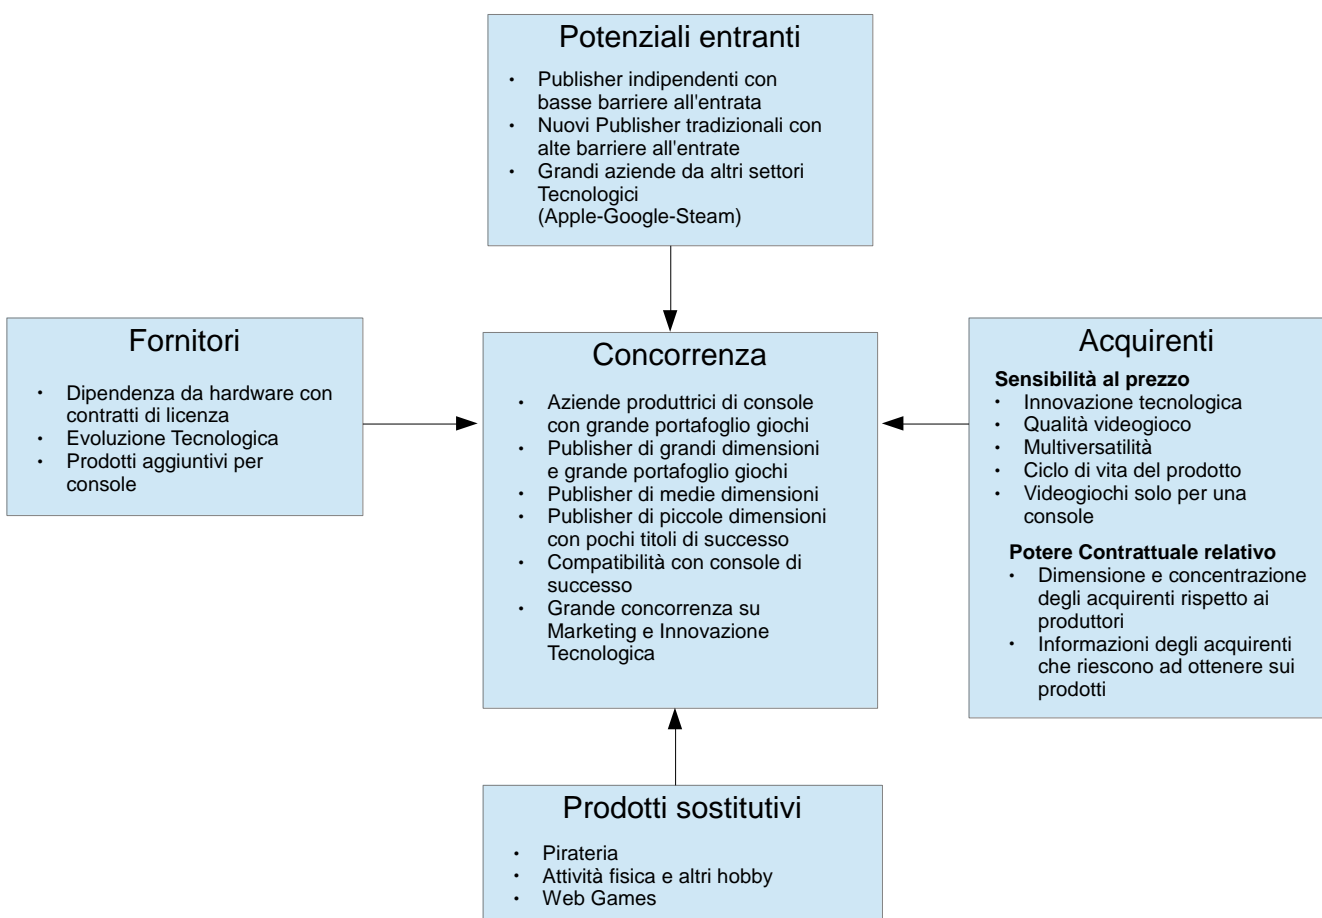 Potenziali entranti
• Publisher indipendenti con
basse barriere all'entrata
• Nuovi Publisher tradizionali con
alte barriere all'entrate
• Grandi aziende da altri settori
Tecnologici
(Apple-Google-Steam)
Fornitori
• Dipendenza da hardware con
contratti di licenza
• Evoluzione Tecnologica
• Prodotti aggiuntivi per
console
Concorrenza
• Aziende produttrici di console
con grande portafoglio giochi
• Publisher di grandi dimensioni
e grande portafoglio giochi
• Publisher di medie dimensioni
• Publisher di piccole dimensioni
con pochi titoli di successo
• Compatibilità con console di
successo
• Grande concorrenza su
Marketing e Innovazione
Tecnologica
Acquirenti
Sensibilità al prezzo
• Innovazione tecnologica
• Qualità videogioco
• Multiversatilità
• Ciclo di vita del prodotto
• Videogiochi solo per una
console
Potere Contrattuale relativo
• Dimensione e concentrazione
degli acquirenti rispetto ai
produttori
• Informazioni degli acquirenti
che riescono ad ottenere sui
prodotti
Prodotti sostitutivi
• Pirateria
• Attività fisica e altri hobby
• Web Games